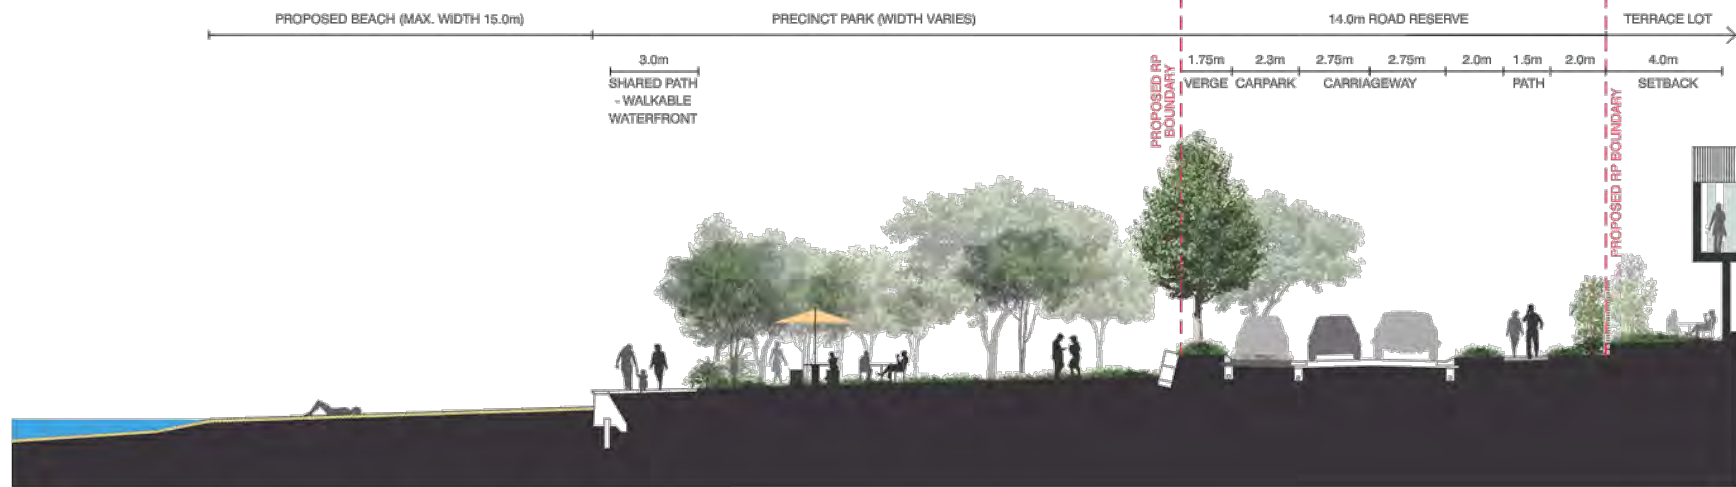 PROPOSED BEACH (MAX. WIDTH 15.0m)
PRECINCT PARK (WIDTH VARIES)
14.0m ROAD RESERVE
TERRACE LOT
3.0m
SHARED PATH
- WALKABLE
WATERFRONT
PROPOSED RP
BOUNDARY
1.75m
2.3m
2.75m
2.75m
2.0m
1.5m
2.0m
4.0m
VERGE
CARPARK
CARRIAGEWAY
PATH
SETBACK
PROPOSED RP BOUNDARY